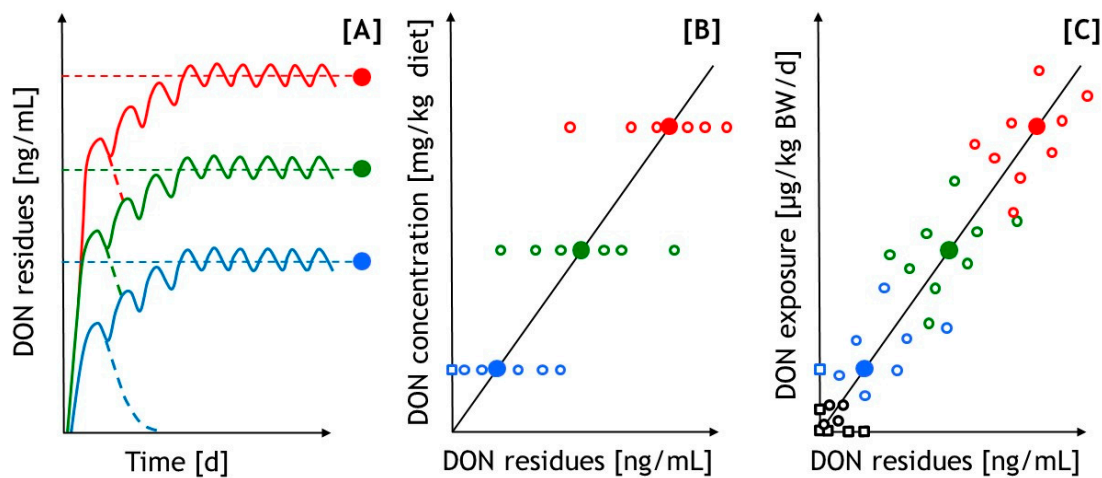 [A]
DON residues [ng/mL]
Time [d]
[B]
DON concentration [mg/kg diet]
DON residues [ng/mL]
[C]
DON exposure [µg/kg BW/d]
DON residues [ng/mL]